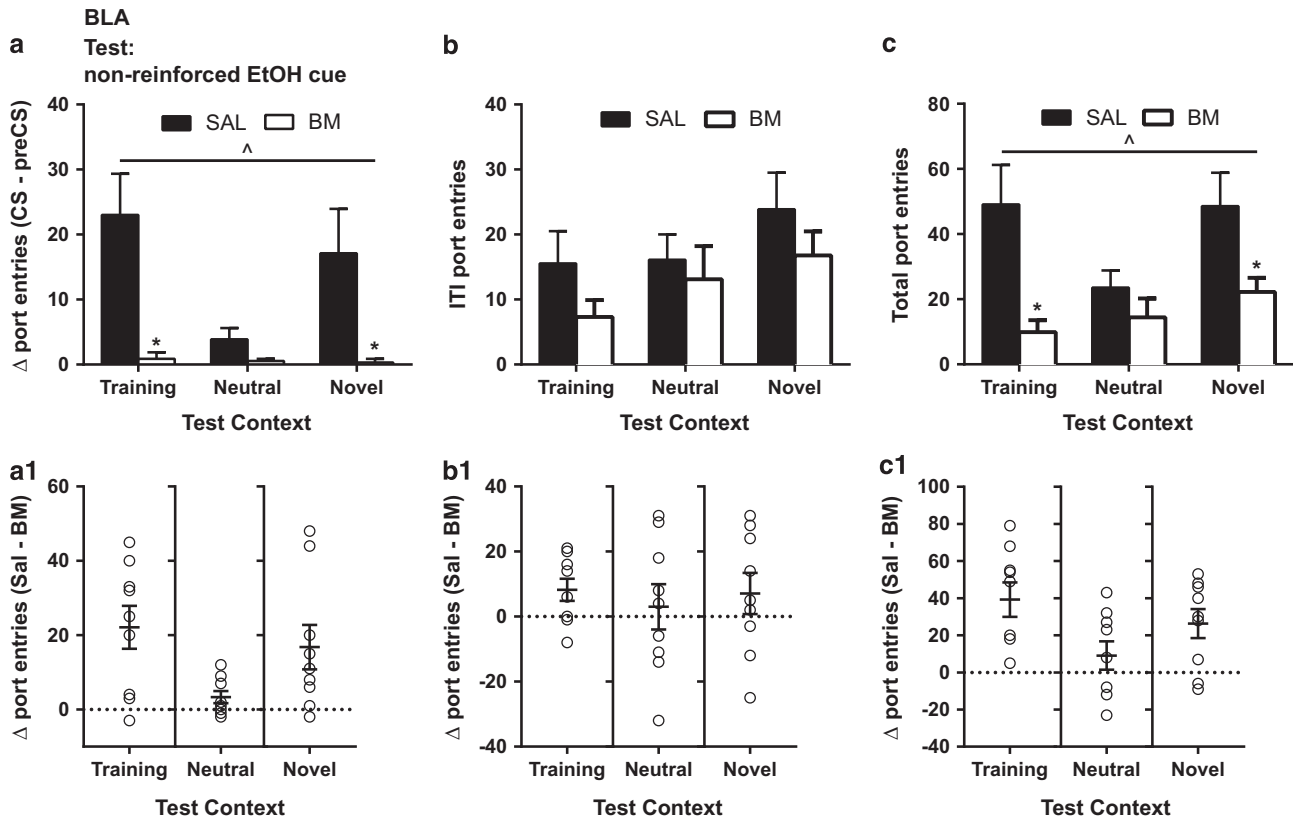 BLA
a
Test:
non-reinforced EtOH cue
Δ port entries (CS - preCS)
40
30
20
10
0
SAL BM
^
*
*
Training Neutral Novel
Test Context
b
ITI port entries
40
30
20
10
0
SAL BM
Training Neutral Novel
Test Context
c
Total port entries
80
60
40
20
0
SAL BM
^
*
*
Training Neutral Novel
Test Context
a1
Δ port entries (Sal - BM)
60
40
20
0
Training Neutral Novel
Test Context
b1
Δ port entries (Sal - BM)
40
20
0
-20
-40
Training Neutral Novel
Test Context
c1
Δ port entries (Sal - BM)
100
80
60
40
20
0
-20
-40
Training Neutral Novel
Test Context